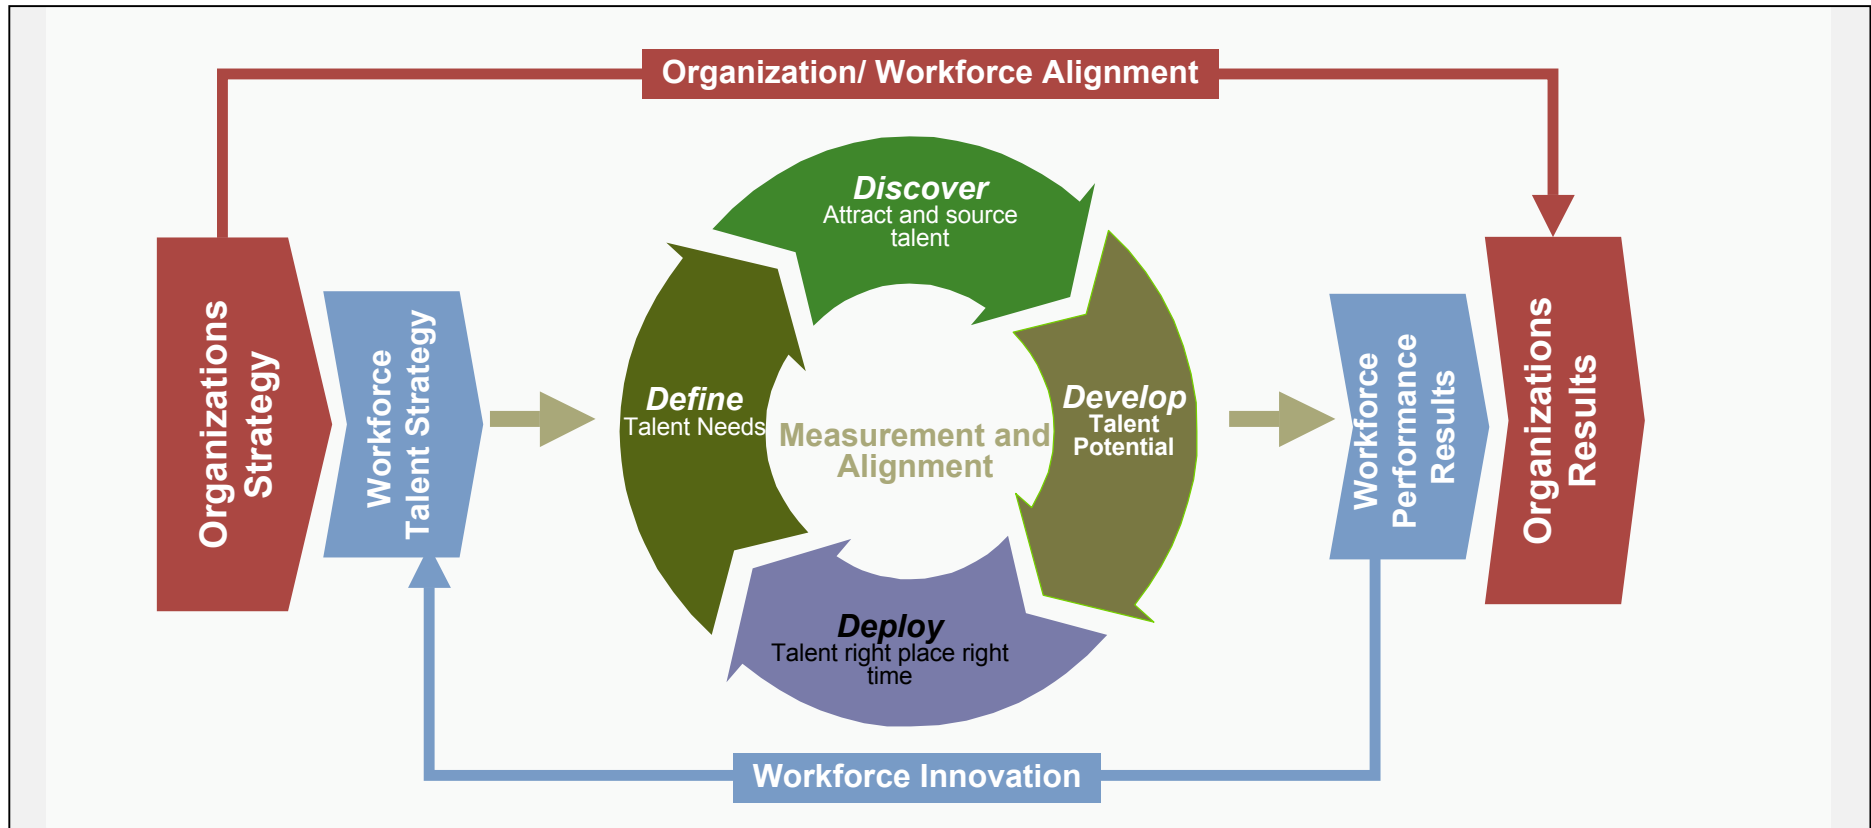 Organization/ Workforce Alignment
Organizations
Strategy
Workforce
Talent Strategy
Discover
Attract and source
talent
Define
Talent Needs
Measurement and
Alignment
Develop
Talent
Potential
Deploy
Talent right place right
time
Workforce
Performance
Results
Organizations
Results
Workforce Innovation